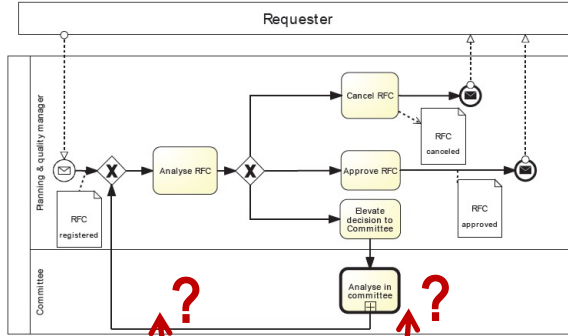 Requester
Planning & quality manager
Cancel RFC
RFC
canceled
X
Analyse RFC
X
Approve RFC
RFC
registered
Elevate
decision to
Committee
RFC
approved
Committee
Analyse in
committee
?
?